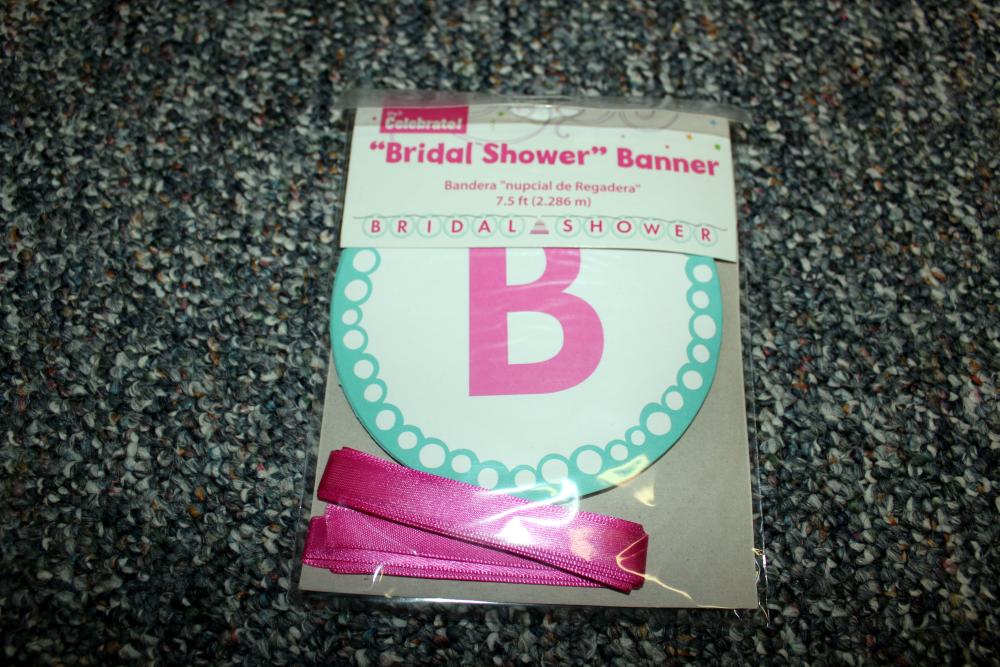 Celebrate!
“Bridal Shower” Banner
Bandera "nupcial de Regadera"
7.5 ft (2.286 m)
BRIDAL SHOWER
B